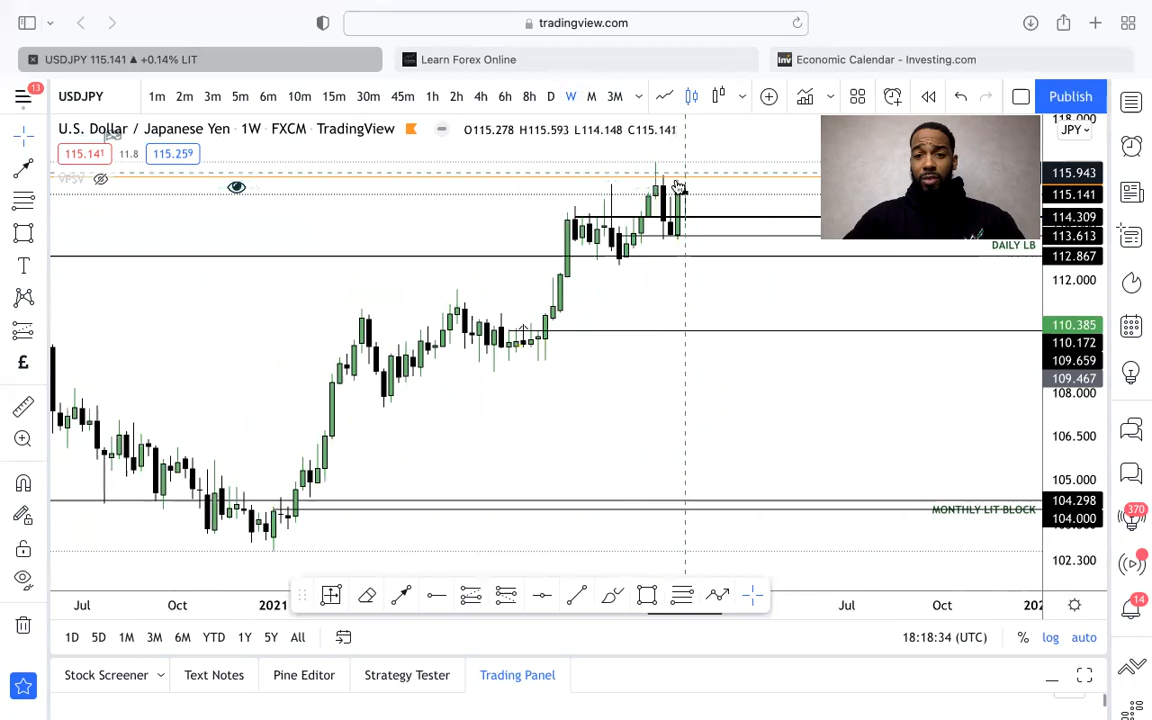 tradingview.com
USDJPY 115.141 ▲ +0.14% LIT
Learn Forex Online
Economic Calendar - Investing.com
13
USDJPY
1m 2m 3m 5m 6m 10m 15m 30m 45m 1h 2h 4h 6h 8h D W M 3M
Publish
U.S. Dollar / Japanese Yen · 1W · FXCM · TradingView
O115.278 H115.593 L114.148 C115.141
118.000
JPY
115.141
11.8
115.259
VPSV
115.943
115.141
114.309
113.613
DAILY LB
112.867
112.000
110.385
110.172
109.659
109.467
108.000
106.500
105.000
104.298
MONTHLY LIT BLOCK
104.000
102.300
370
14
Jul Oct 2021 Jul Oct
1D 5D 1M 3M 6M YTD 1Y 5Y All
18:18:34 (UTC)
% log auto
Stock Screener
Text Notes
Pine Editor
Strategy Tester
Trading Panel